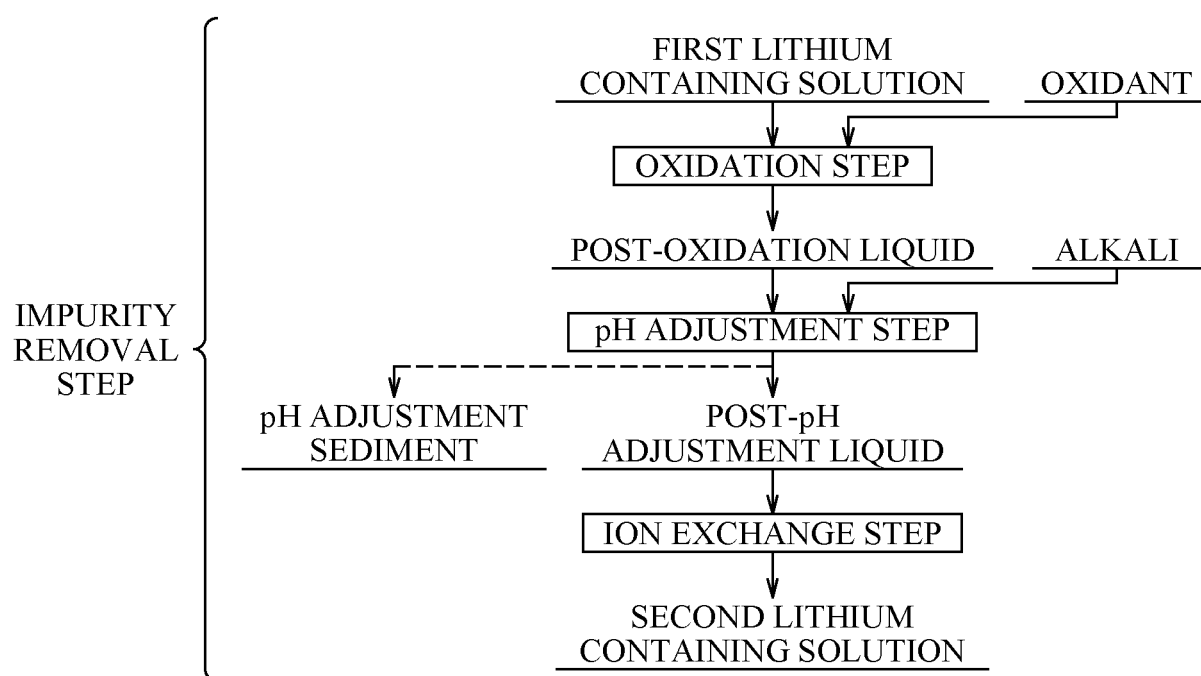 FIRST LITHIUM
CONTAINING SOLUTION
OXIDANT
OXIDATION STEP
POST-OXIDATION LIQUID
ALKALI
IMPURITY
REMOVAL
STEP
pH ADJUSTMENT STEP
pH ADJUSTMENT
SEDIMENT
POST-pH
ADJUSTMENT LIQUID
ION EXCHANGE STEP
SECOND LITHIUM
CONTAINING SOLUTION